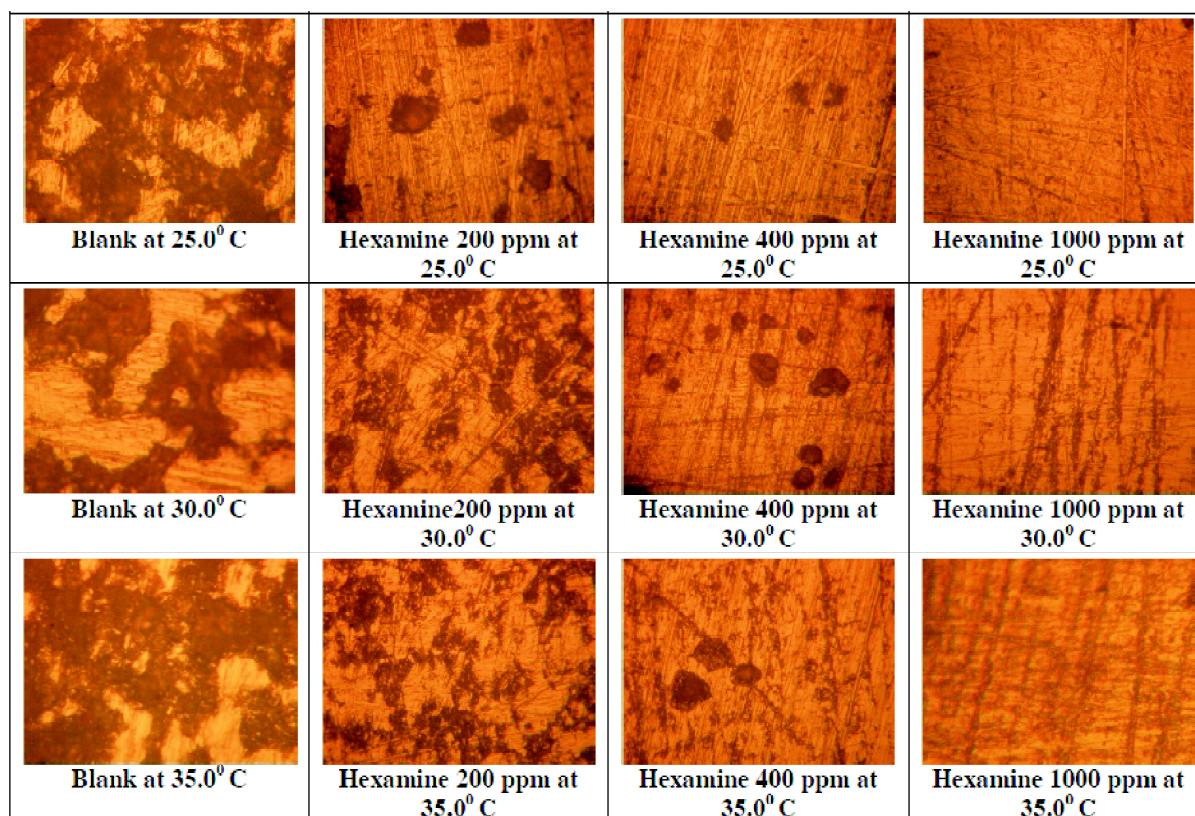 Blank at 25.0⁰ C
Hexamine 200 ppm at
25.0⁰ C
Hexamine 400 ppm at
25.0⁰ C
Hexamine 1000 ppm at
25.0⁰ C
Blank at 30.0⁰ C
Hexamine200 ppm at
30.0⁰ C
Hexamine 400 ppm at
30.0⁰ C
Hexamine 1000 ppm at
30.0⁰ C
Blank at 35.0⁰ C
Hexamine 200 ppm at
35.0⁰ C
Hexamine 400 ppm at
35.0⁰ C
Hexamine 1000 ppm at
35.0⁰ C